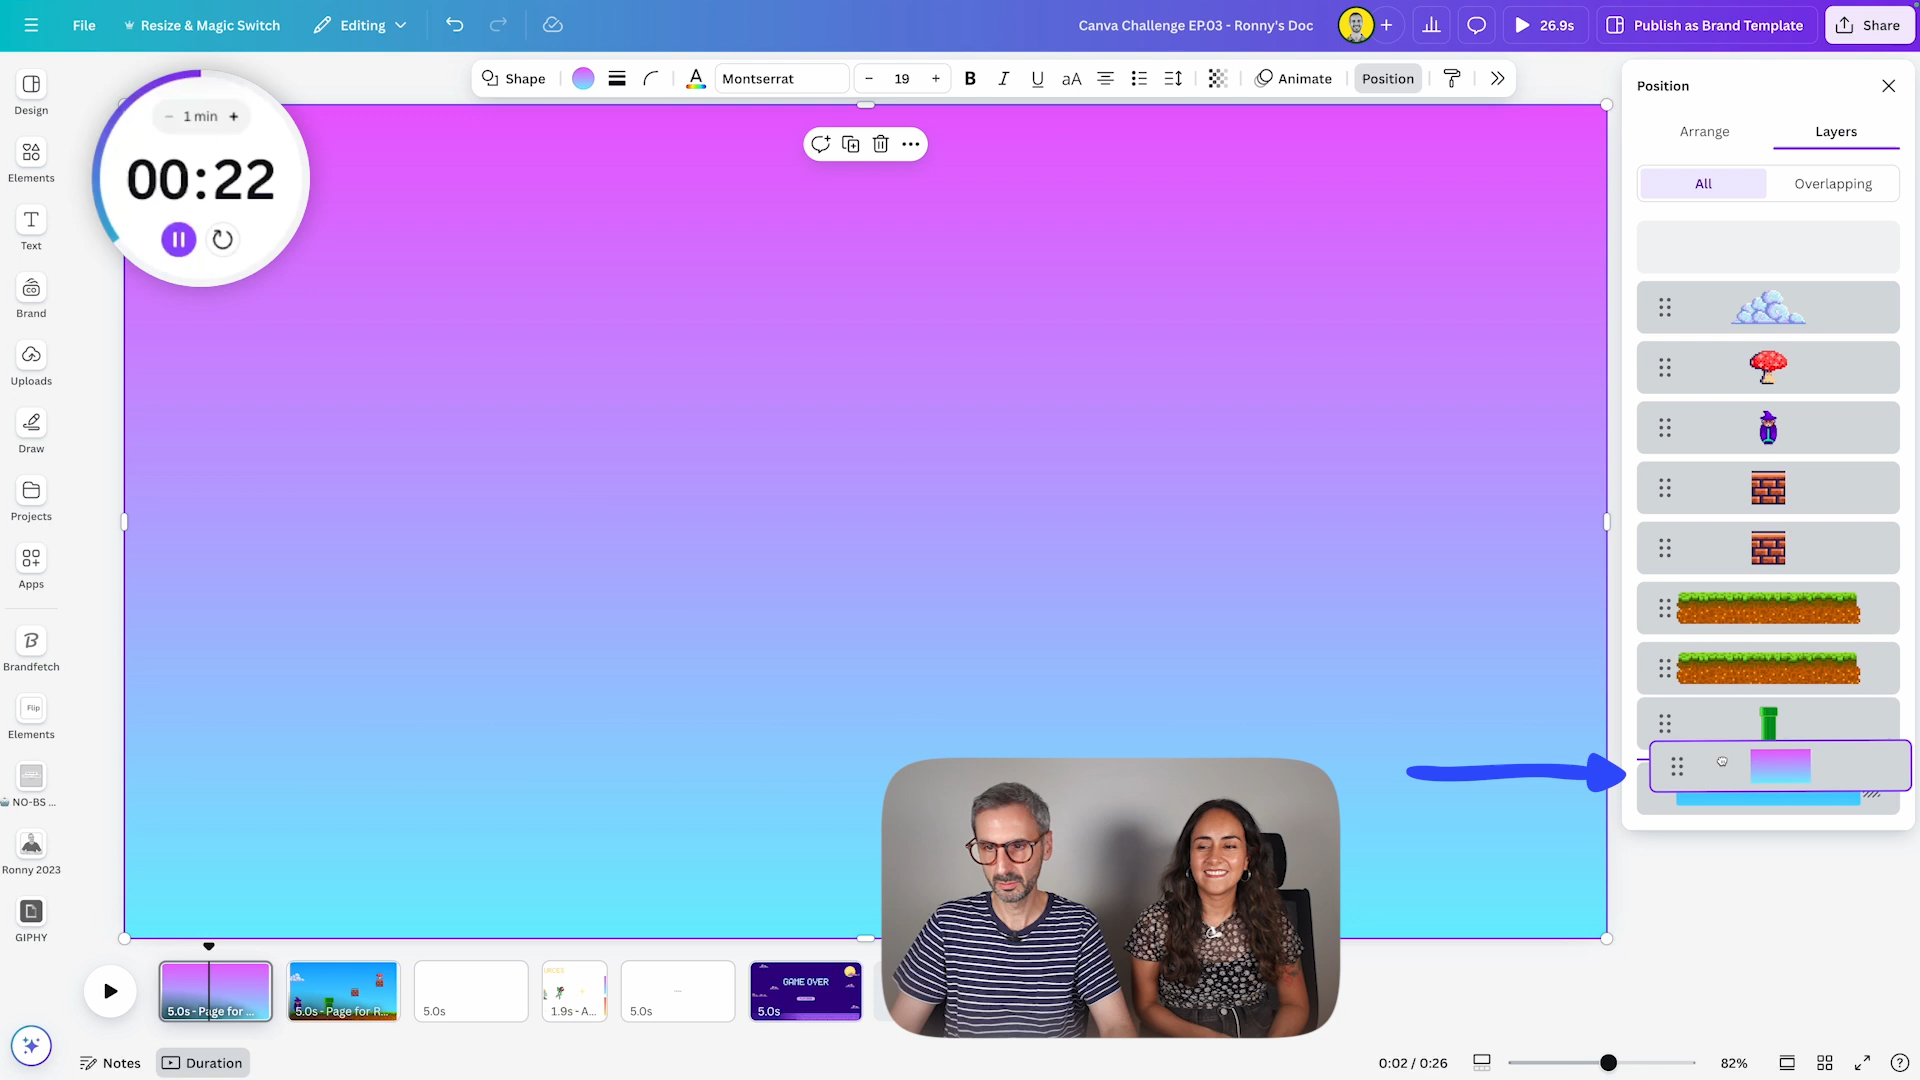 File
Resize & Magic Switch
Editing
Canva Challenge EP.03 - Ronny's Doc
26.9s
Publish as Brand Template
Share
Shape
Montserrat
- 19 +
B I U aA
Animate
Position
Position
Arrange
Layers
All
Overlapping
Design
Elements
Text
Brand
Uploads
Draw
Projects
Apps
Brandfetch
Flip
Elements
NO-BS ...
Ronny 2023
GIPHY
- 1 min +
00:22
5.0s - Page for ...
5.0s - Page for R...
5.0s
1.9s - A...
5.0s
GAME OVER
5.0s
Notes
Duration
0:02 / 0:26
82%